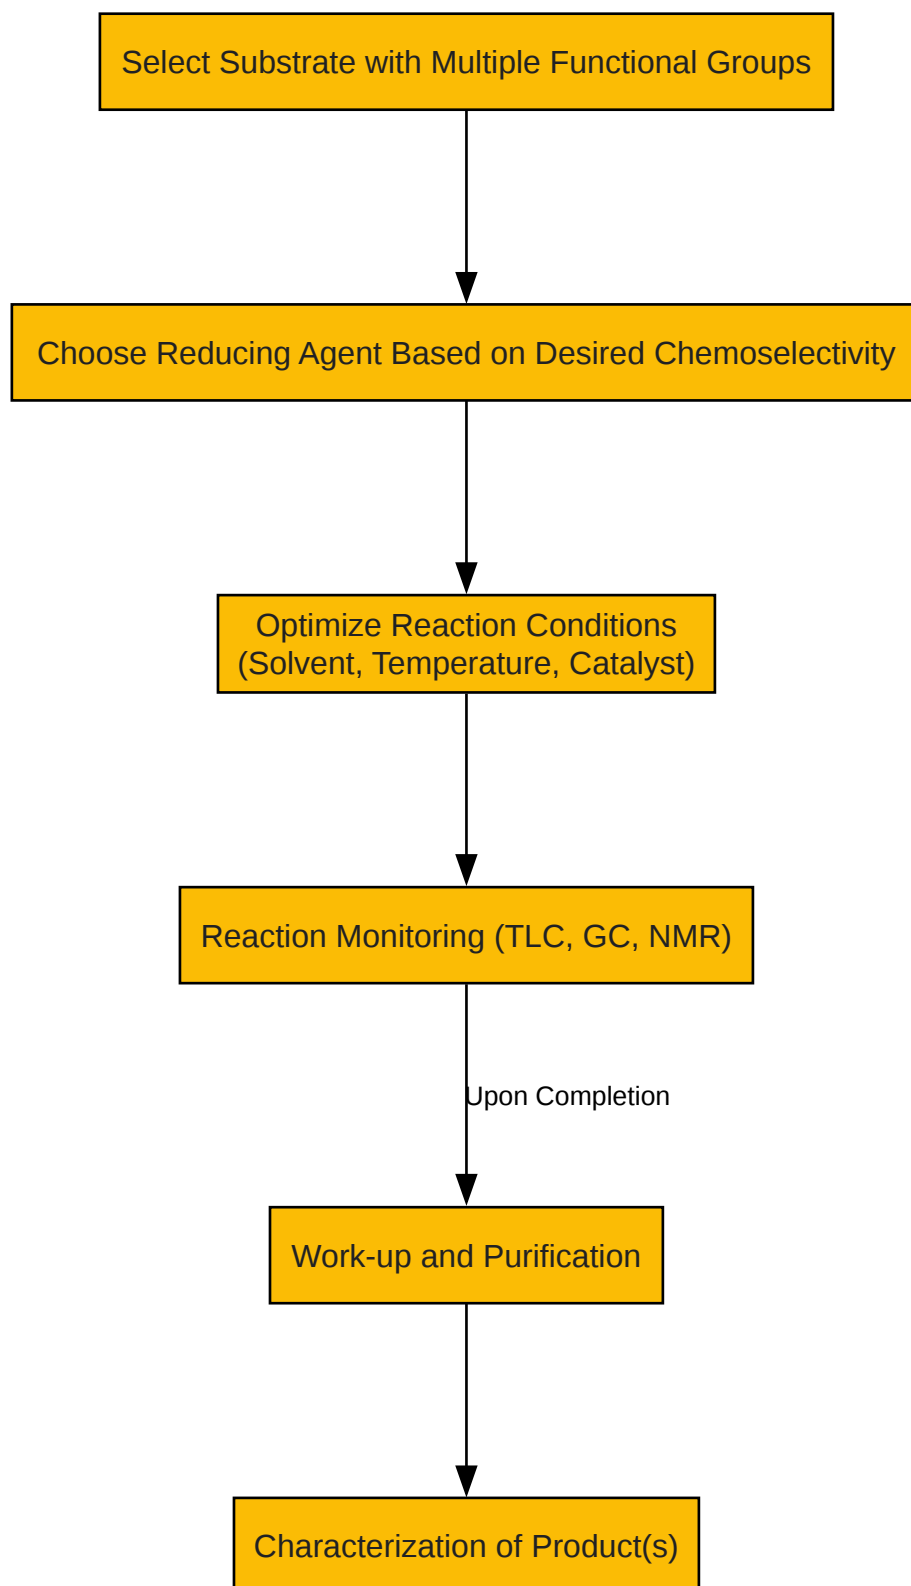 Select Substrate with Multiple Functional Groups
Choose Reducing Agent Based on Desired Chemoselectivity
Optimize Reaction Conditions
(Solvent, Temperature, Catalyst)
Reaction Monitoring (TLC, GC, NMR)
Upon Completion
Work-up and Purification
Characterization of Product(s)